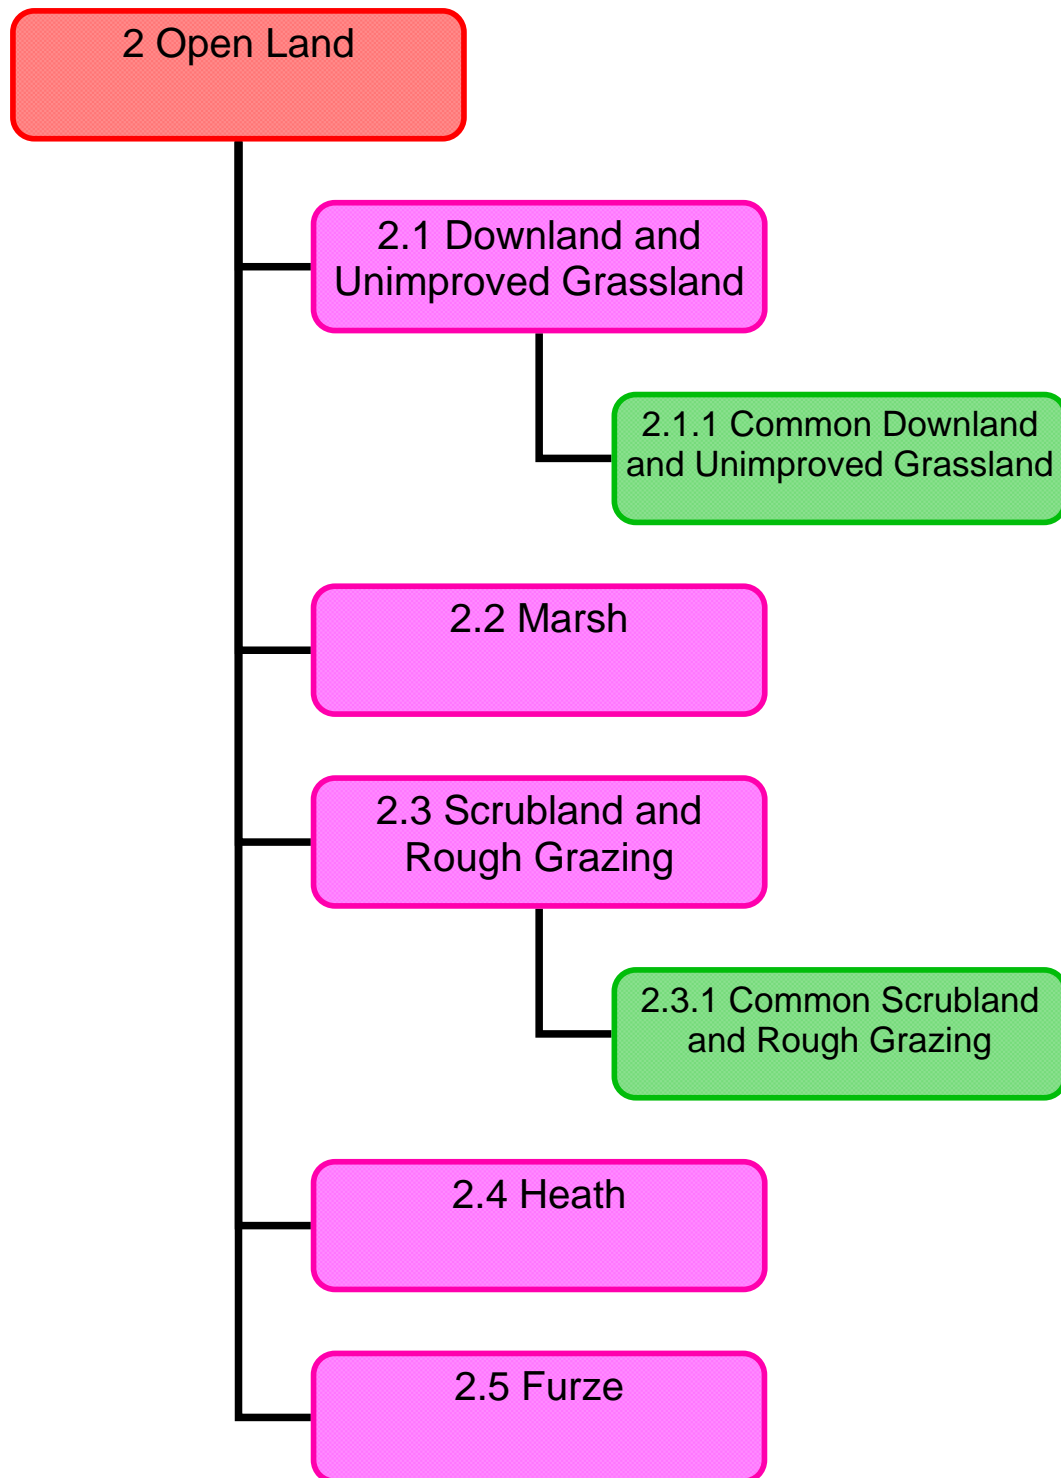 2 Open Land
2.1 Downland and
Unimproved Grassland
2.1.1 Common Downland
and Unimproved Grassland
2.2 Marsh
2.3 Scrubland and
Rough Grazing
2.3.1 Common Scrubland
and Rough Grazing
2.4 Heath
2.5 Furze